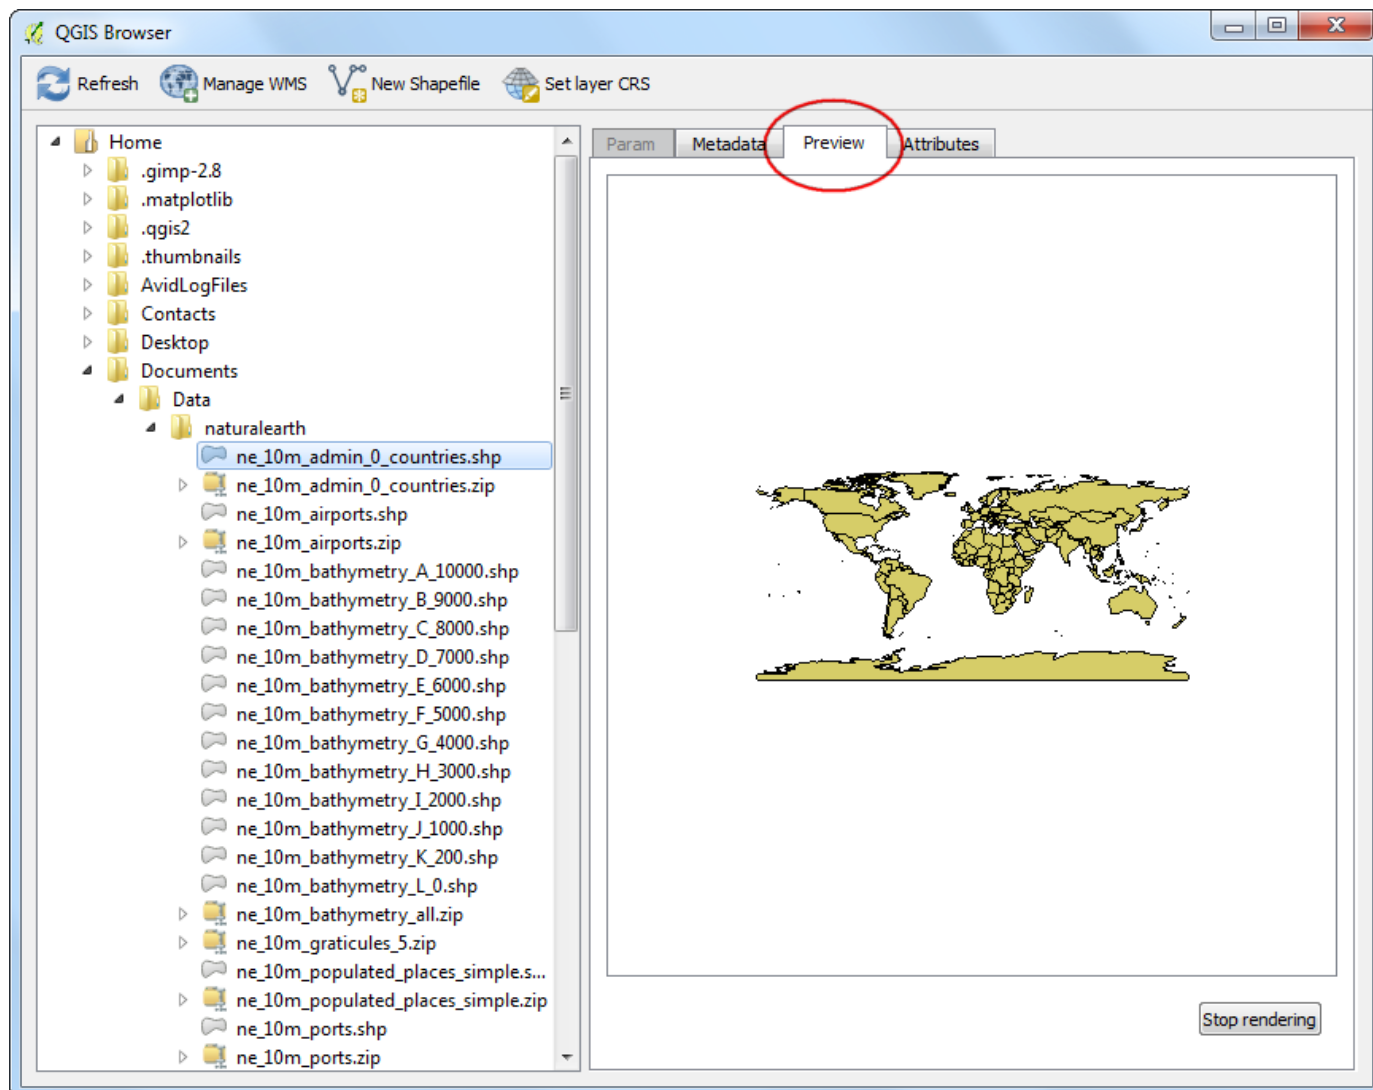 QGIS Browser
Refresh Manage WMS New Shapefile Set layer CRS
Home
.gimp-2.8
.matplotlib
.qgis2
.thumbnails
AvidLogFiles
Contacts
Desktop
Documents
Data
naturalearth
ne_10m_admin_0_countries.shp
ne_10m_admin_0_countries.zip
ne_10m_airports.shp
ne_10m_airports.zip
ne_10m_bathymetry_A_10000.shp
ne_10m_bathymetry_B_9000.shp
ne_10m_bathymetry_C_8000.shp
ne_10m_bathymetry_D_7000.shp
ne_10m_bathymetry_E_6000.shp
ne_10m_bathymetry_F_5000.shp
ne_10m_bathymetry_G_4000.shp
ne_10m_bathymetry_H_3000.shp
ne_10m_bathymetry_I_2000.shp
ne_10m_bathymetry_J_1000.shp
ne_10m_bathymetry_K_200.shp
ne_10m_bathymetry_L_0.shp
ne_10m_bathymetry_all.zip
ne_10m_graticules_5.zip
ne_10m_populated_places_simple.s...
ne_10m_populated_places_simple.zip
ne_10m_ports.shp
ne_10m_ports.zip
Param Metadata Preview Attributes
Stop rendering